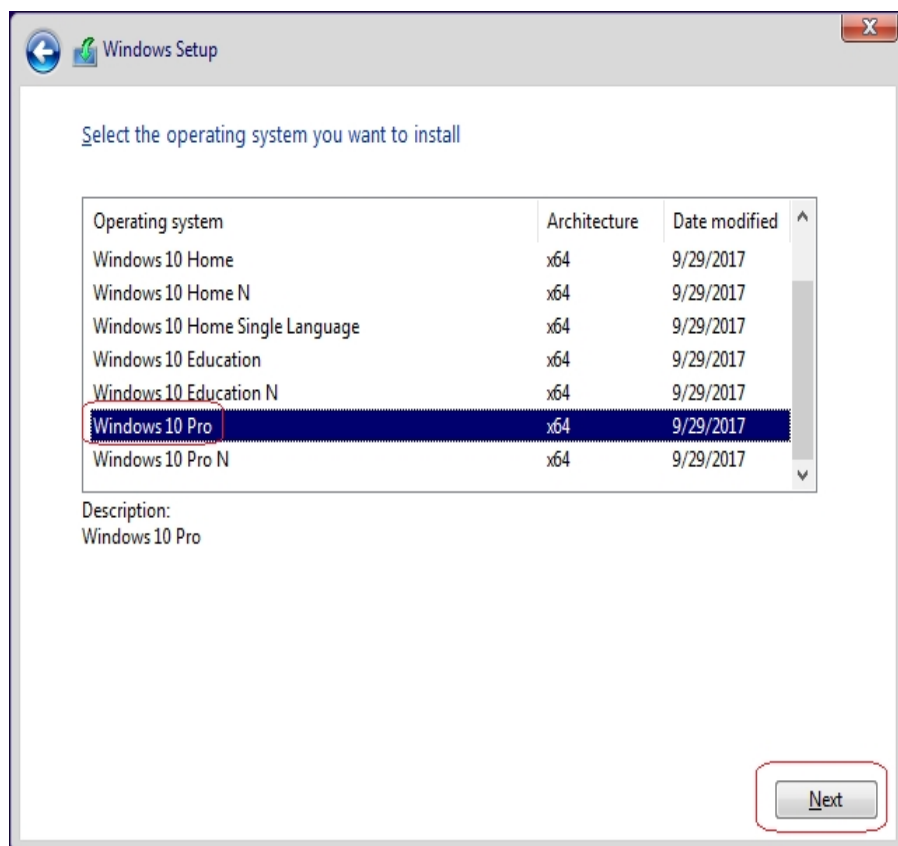 Windows Setup
X
Select the operating system you want to install
Operating system Architecture Date modified
Windows 10 Home x64 9/29/2017
Windows 10 Home N x64 9/29/2017
Windows 10 Home Single Language x64 9/29/2017
Windows 10 Education x64 9/29/2017
Windows 10 Education N x64 9/29/2017
Windows 10 Pro x64 9/29/2017
Windows 10 Pro N x64 9/29/2017
Description:
Windows 10 Pro
Next